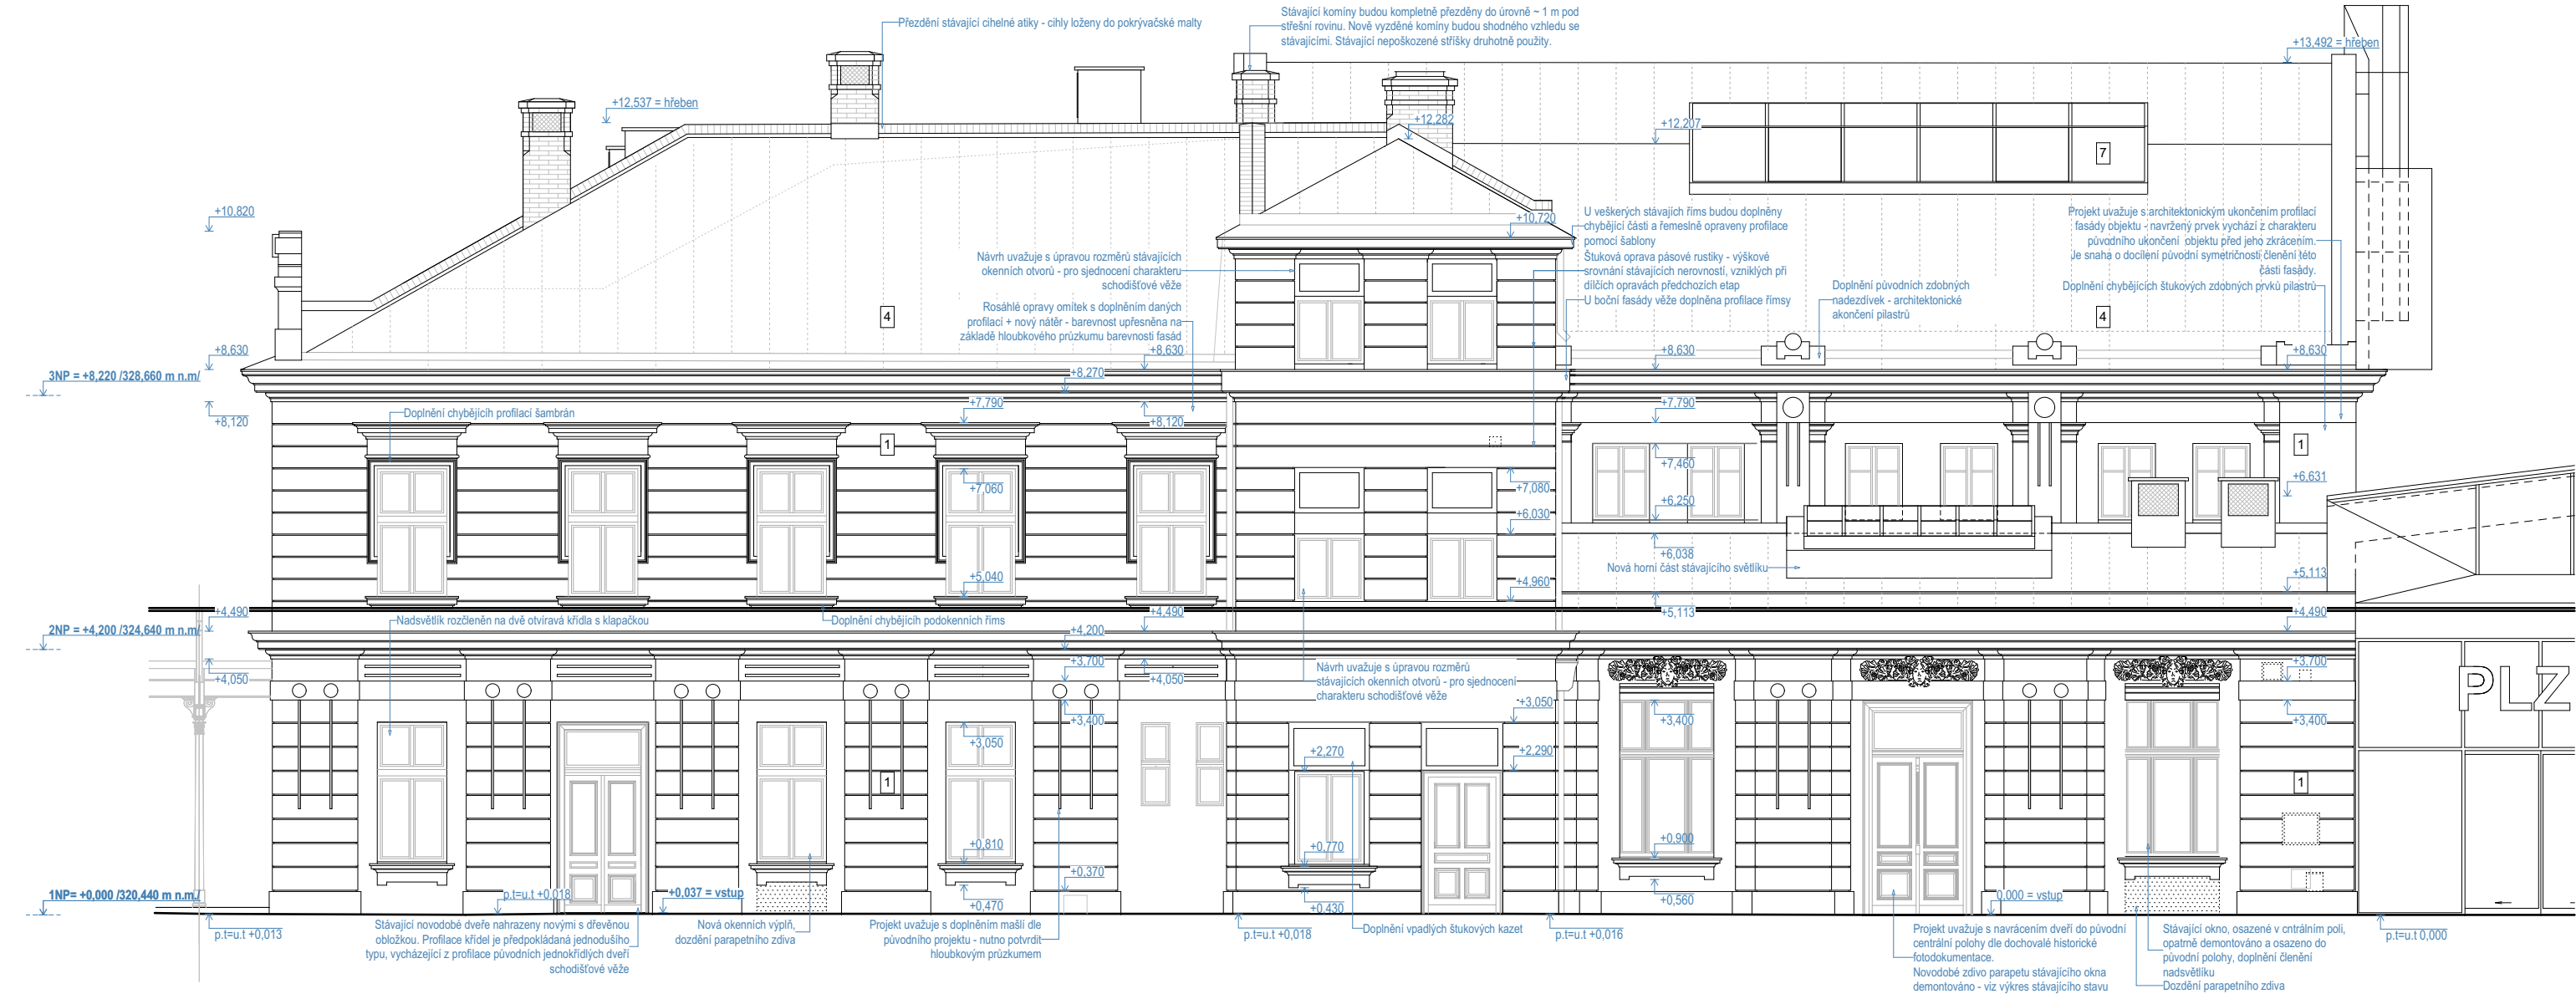 Přezdění stávající cihelné atiky - cihly loženy do pokrývačské malty
Stávající komíny budou kompletně přezděny do úrovně ~ 1 m pod
střešní rovinu. Nově vyzděné komíny budou shodného vzhledu se
stávajícími. Stávající nepoškozené stříšky druhotně použity.
+13,492 = hřeben
+12,537 = hřeben
+12,282
+12,207
7
+10,820
+10,720
U veškerých stávajích říms budou doplněny
chybějící části a řemeslně opraveny profilace
pomocí šablony
Štuková oprava pásové rustiky - výškové
srovnání stávajících nerovností, vzniklých při
dílčích opravách předchozích etap
U boční fasády věže doplněna profilace římsy
Projekt uvažuje s architektonickým ukončením profilací
fasády objektu - navržený prvek vychází z charakteru
původního ukončení objektu před jeho zkrácením.
Je snaha o docílení původní symetričnosti členění této
části fasády.
Doplnění chybějících štukových zdobných prvků pilastrů
Návrh uvažuje s úpravou rozměrů stávajících
okenních otvorů - pro sjednocení charakteru
schodišťové věže
Rosáhlé opravy omítek s doplněním daných
profilací + nový nátěr - barevnost upřesněna na
základě hloubkového průzkumu barevnosti fasád
Doplnění původních zdobných
nadezdívek - architektonické
akončení pilastrů
4
4
+8,630
+8,630
+8,630
+8,630
3NP = +8,220 /328,660 m n.m/
+8,270
+8,120
+7,790
+8,120
+7,790
Doplnění chybějících profilací šambrán
1
1
+7,460
+7,060
+7,080
+6,631
+6,250
+6,030
+6,038
Nová horní část stávajícího světlíku
+5,040
+4,960
+5,113
+5,113
+4,490
+4,490
+4,490
Nadsvětlík rozčleněn na dvě otvíravá křídla s klapačkou
Doplnění chybějících podokenních říms
2NP = +4,200 /324,640 m n.m/
+4,200
+4,050
+3,700
+4,050
+3,700
Návrh uvažuje s úpravou rozměrů
stávajících okenních otvorů - pro sjednocení
charakteru schodišťové věže
PLZ
+3,400
+3,400
+3,400
+3,050
+3,050
+2,270
+2,290
1
1
+0,810
+0,770
+0,900
+0,370
+0,470
+0,430
+0,560
1NP= +0,000 /320,440 m n.m./
p.t=u.t +0,018
+0,037 = vstup
0,000 = vstup
p.t=u.t +0,013
p.t=u.t +0,018
p.t=u.t +0,016
p.t=u.t 0,000
Stávající novodobé dveře nahrazeny novými s dřevěnou
obložkou. Profilace křídel je předpokládaná jednodušího
typu, vycházející z profilace původních jednokřídlých dveří
schodišťové věže
Nová okenních výplň,
dozdění parapetního zdiva
Projekt uvažuje s doplněním mašlí dle
původního projektu - nutno potvrdit
hloubkovým průzkumem
Doplnění vpadlých štukových kazet
Projekt uvažuje s navrácením dveří do původní
centrální polohy dle dochovalé historické
fotodokumentace.
Novodobé zdivo parapetu stávajícího okna
demontováno - viz výkres stávajícího stavu
Stávající okno, osazené v cntrálním poli,
opatrně demontováno a osazeno do
původní polohy, doplnění členění
nadsvětlíku
Dozdění parapetního zdiva